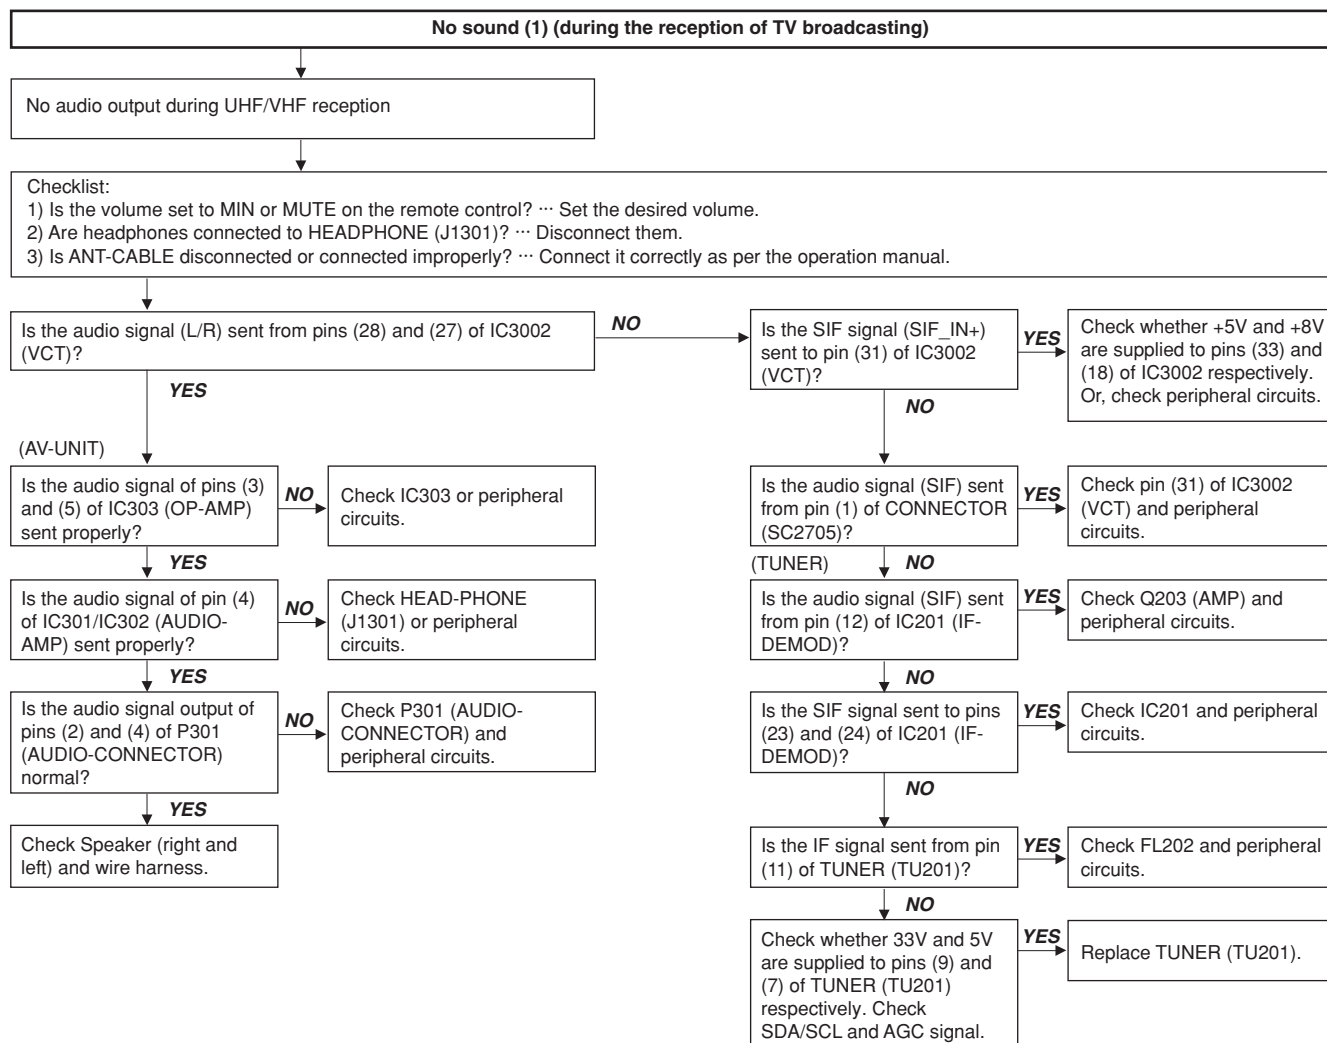 No sound (1) (during the reception of TV broadcasting)
No audio output during UHF/VHF reception
Checklist:
1) Is the volume set to MIN or MUTE on the remote control? ··· Set the desired volume.
2) Are headphones connected to HEADPHONE (J1301)? ··· Disconnect them.
3) Is ANT-CABLE disconnected or connected improperly? ··· Connect it correctly as per the operation manual.
Is the audio signal (L/R) sent from pins (28) and (27) of IC3002
(VCT)?
NO
YES
(AV-UNIT)
Is the audio signal of pins (3)
and (5) of IC303 (OP-AMP)
sent properly?
NO
Check IC303 or peripheral
circuits.
YES
Is the audio signal of pin (4)
of IC301/IC302 (AUDIO-
AMP) sent properly?
NO
Check HEAD-PHONE
(J1301) or peripheral
circuits.
YES
Is the audio signal output of
pins (2) and (4) of P301
(AUDIO-CONNECTOR)
normal?
NO
Check P301 (AUDIO-
CONNECTOR) and
peripheral circuits.
YES
Check Speaker (right and
left) and wire harness.
Is the SIF signal (SIF_IN+)
sent to pin (31) of IC3002
(VCT)?
YES
Check whether +5V and +8V
are supplied to pins (33) and
(18) of IC3002 respectively.
Or, check peripheral circuits.
NO
Is the audio signal (SIF) sent
from pin (1) of CONNECTOR
(SC2705)?
YES
Check pin (31) of IC3002
(VCT) and peripheral
circuits.
NO
(TUNER)
Is the audio signal (SIF) sent
from pin (12) of IC201 (IF-
DEMOD)?
YES
Check Q203 (AMP) and
peripheral circuits.
NO
Is the SIF signal sent to pins
(23) and (24) of IC201 (IF-
DEMOD)?
YES
Check IC201 and peripheral
circuits.
NO
Is the IF signal sent from pin
(11) of TUNER (TU201)?
YES
Check FL202 and peripheral
circuits.
NO
Check whether 33V and 5V
are supplied to pins (9) and
(7) of TUNER (TU201)
respectively. Check
SDA/SCL and AGC signal.
YES
Replace TUNER (TU201).